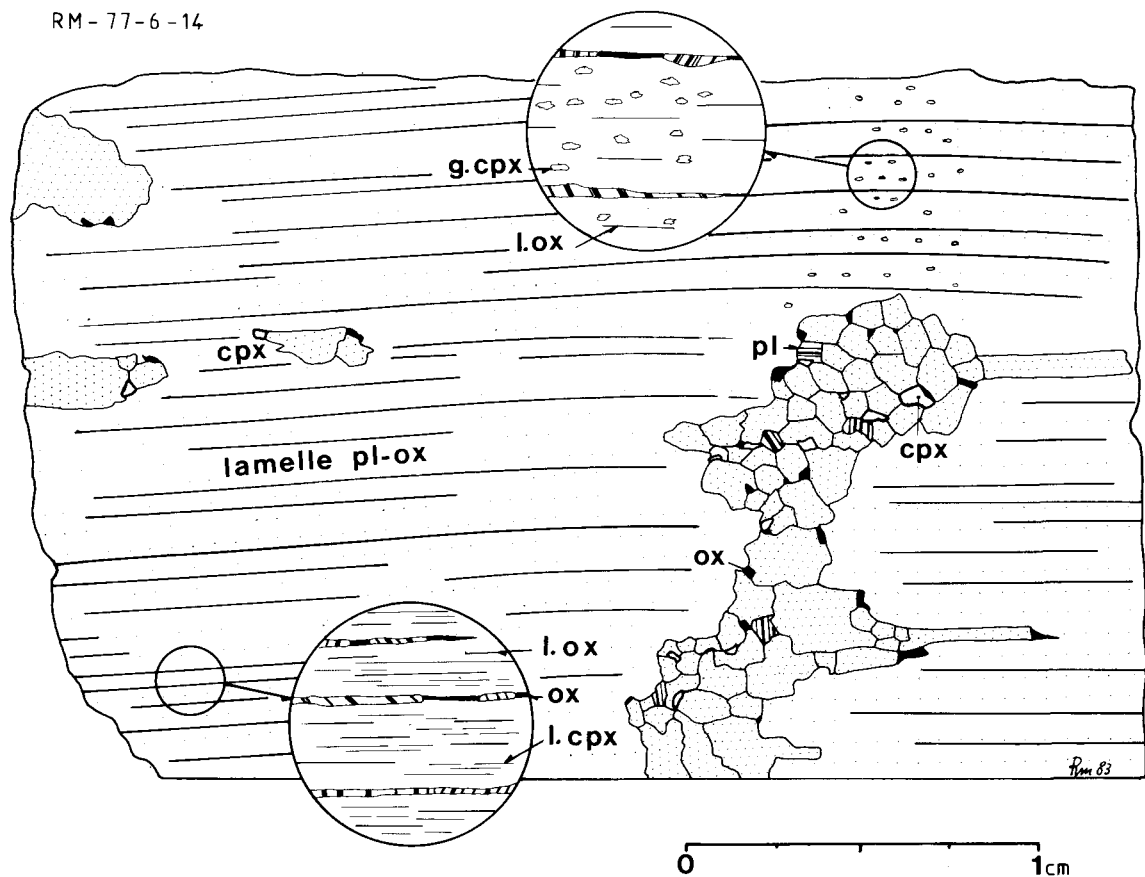 RM-77-6-14
g.cpx
l.ox
cpx
pl
lamelle pl-ox
cpx
ox
l.ox
ox
l.cpx
Rm 83
0 1cm